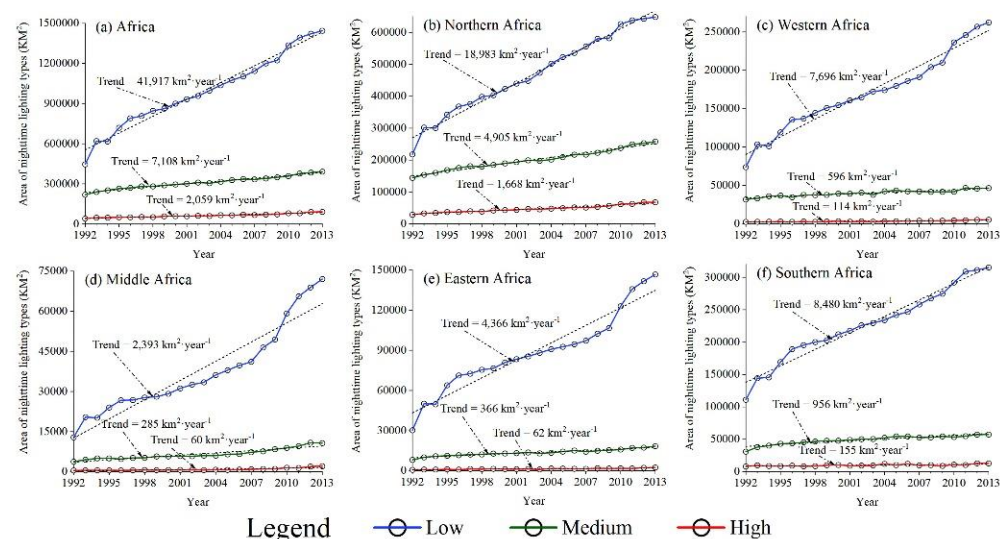 (a) Africa
Area of nighttime lighting types (KM²)
1500000
1200000
900000
600000
300000
0
Trend = 41,917 km²·year⁻¹
Trend = 7,108 km²·year⁻¹
Trend = 2,059 km²·year⁻¹
1992 1995 1998 2001 2004 2007 2010 2013
Year
(b) Northern Africa
Area of nighttime lighting types (KM²)
600000
500000
400000
300000
200000
100000
0
Trend = 18,983 km²·year⁻¹
Trend = 4,905 km²·year⁻¹
Trend = 1,668 km²·year⁻¹
1992 1995 1998 2001 2004 2007 2010 2013
Year
(c) Western Africa
Area of nighttime lighting types (KM²)
250000
200000
150000
100000
50000
0
Trend = 7,696 km²·year⁻¹
Trend = 596 km²·year⁻¹
Trend = 114 km²·year⁻¹
1992 1995 1998 2001 2004 2007 2010 2013
Year
(d) Middle Africa
Area of nighttime lighting types (KM²)
75000
60000
45000
30000
15000
0
Trend = 2,393 km²·year⁻¹
Trend = 285 km²·year⁻¹
Trend = 60 km²·year⁻¹
1992 1995 1998 2001 2004 2007 2010 2013
Year
(e) Eastern Africa
Area of nighttime lighting types (KM²)
150000
120000
90000
60000
30000
0
Trend = 4,366 km²·year⁻¹
Trend = 366 km²·year⁻¹
Trend = 62 km²·year⁻¹
1992 1995 1998 2001 2004 2007 2010 2013
Year
(f) Southern Africa
Area of nighttime lighting types (KM²)
300000
250000
200000
150000
100000
50000
0
Trend = 8,480 km²·year⁻¹
Trend = 956 km²·year⁻¹
Trend = 155 km²·year⁻¹
1992 1995 1998 2001 2004 2007 2010 2013
Year
Legend Low Medium High